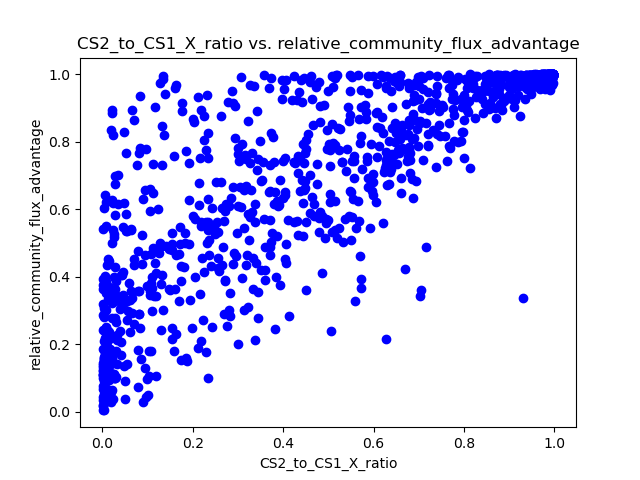 CS2_to_CS1_X_ratio vs. relative_community_flux_advantage
1.0
0.8
0.6
0.4
0.2
0.0
relative_community_flux_advantage
0.0 0.2 0.4 0.6 0.8 1.0
CS2_to_CS1_X_ratio